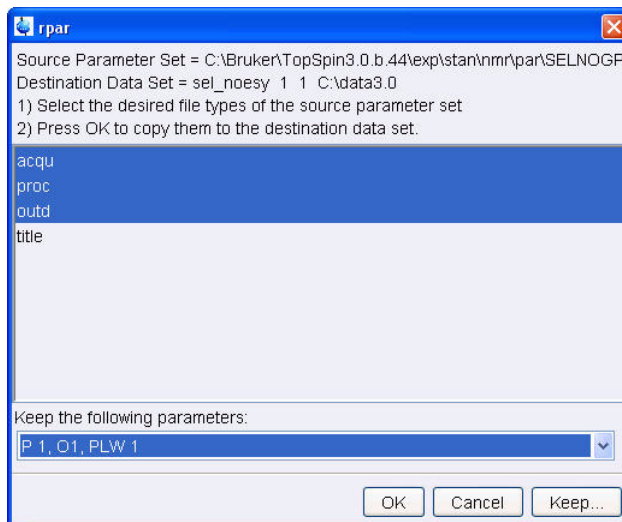 rpar
Source Parameter Set = C:\Bruker\TopSpin3.0.b.44\exp\stan\nmr\par\SELNOGP
Destination Data Set = sel_noesy 1 1 C:\data3.0
1) Select the desired file types of the source parameter set
2) Press OK to copy them to the destination data set.
acqu
proc
outd
title
Keep the following parameters:
P 1, O1, PLW 1
OK Cancel Keep...